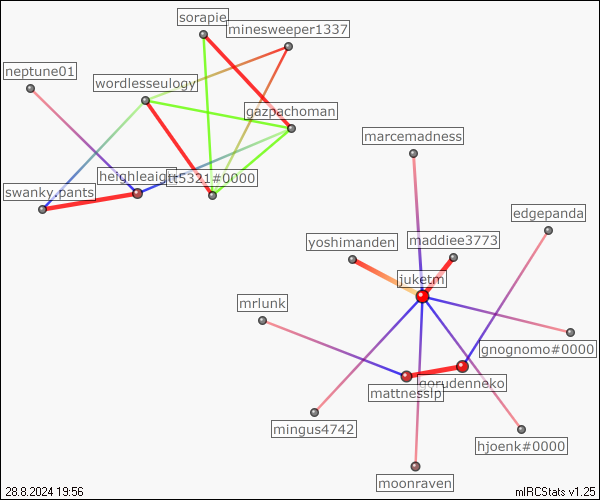 sorapie
minesweeper1337
neptune01
wordlesseulogy
gazpachoman
marcemadness
swanky.pants
tt5321#0000
edgepanda
yoshimanden
maddiee3773
juketm
mrlunk
gnognomo#0000
gorudenneko
mattnesslp
mingus4742
hjoenk#0000
moonraven
28.8.2024 19:56
mIRCStats v1.25